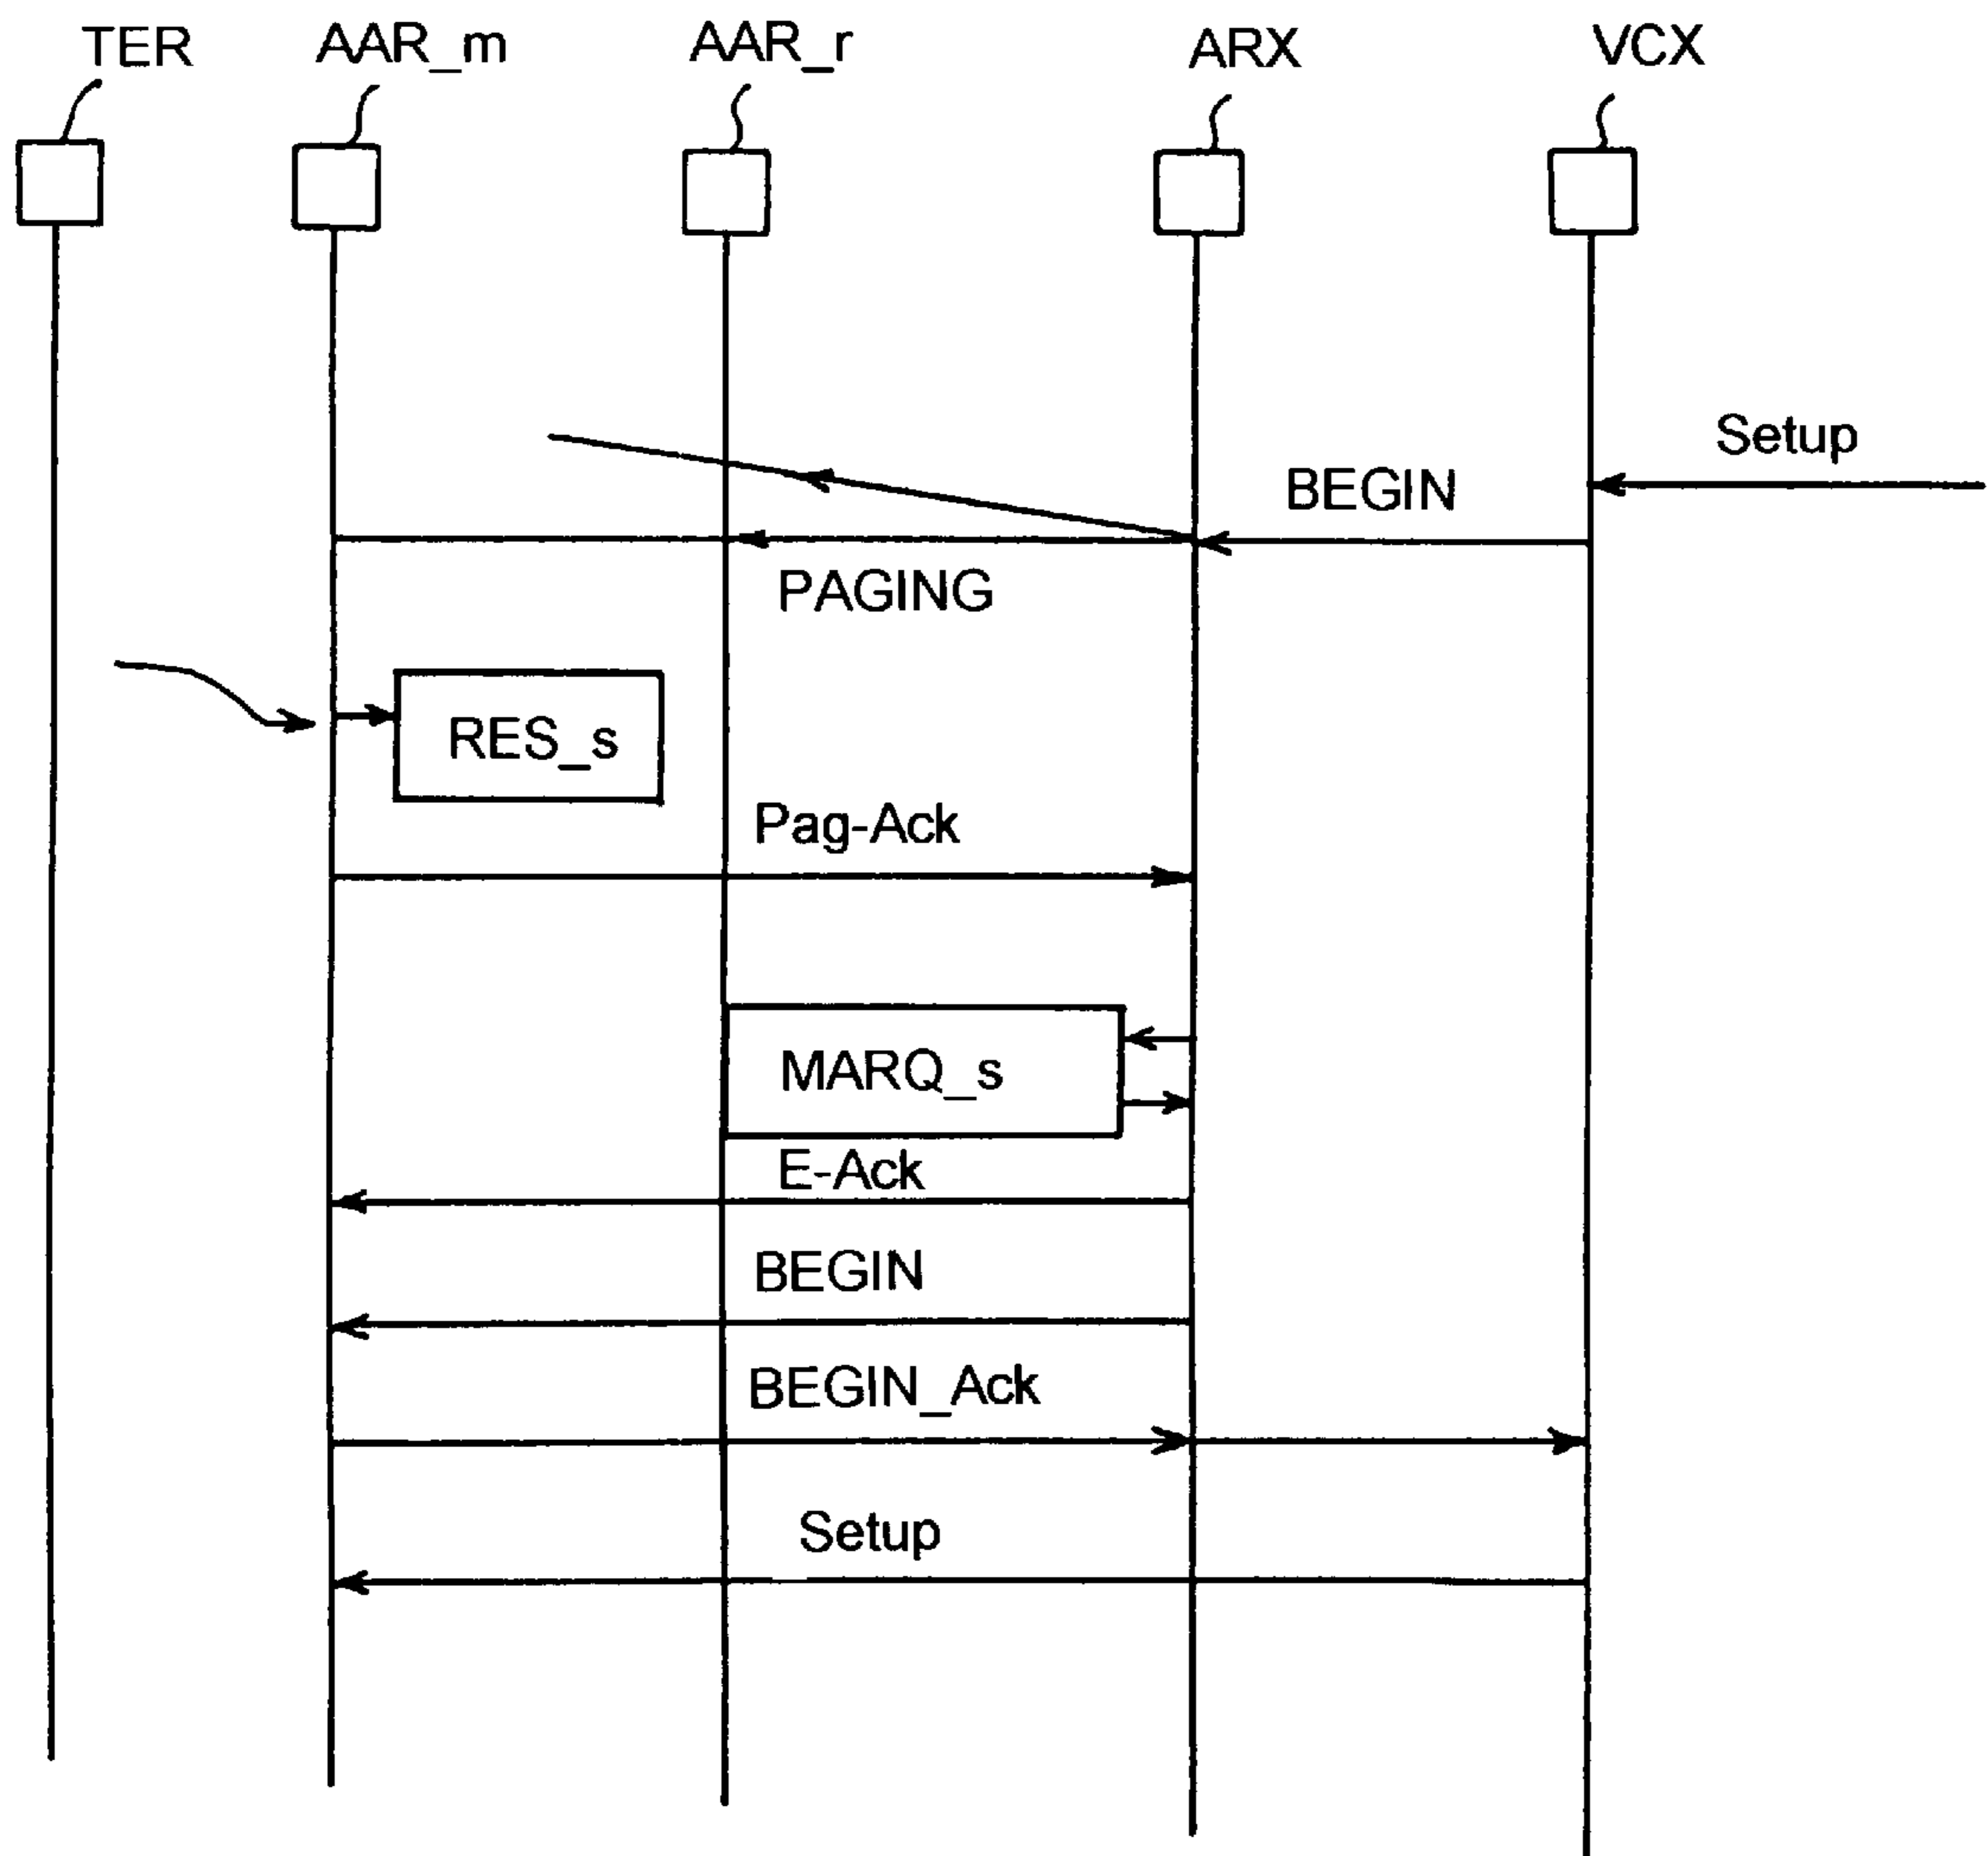 TER
AAR_m
AAR_r
ARX
VCX
Setup
BEGIN
PAGING
RES_s
Pag-Ack
MARQ_s
E-Ack
BEGIN
BEGIN_Ack
Setup